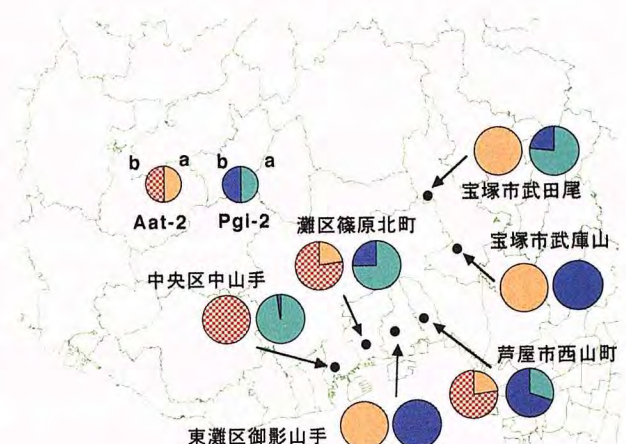 b a b a
Aat-2 Pgi-2
宝塚市武田尾
灘区篠原北町
宝塚市武庫山
中央区中山手
芦屋市西山町
東灘区御影山手